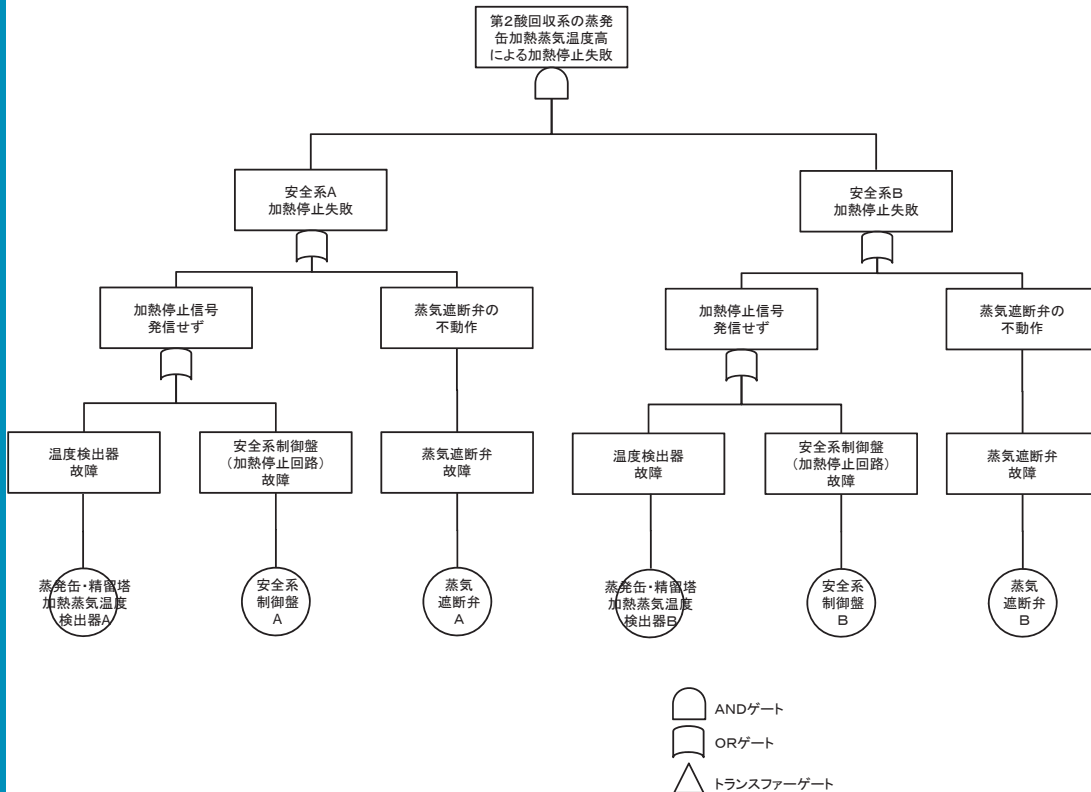 第2酸回収系の蒸発
缶加熱蒸気温度高
による加熱停止失敗
安全系A
加熱停止失敗
安全系B
加熱停止失敗
加熱停止信号
発信せず
蒸気遮断弁の
不動作
加熱停止信号
発信せず
蒸気遮断弁の
不動作
温度検出器
故障
安全系制御盤
(加熱停止回路)
故障
蒸気遮断弁
故障
温度検出器
故障
安全系制御盤
(加熱停止回路)
故障
蒸気遮断弁
故障
蒸発缶・精留塔
加熱蒸気温度
検出器A
安全系
制御盤
A
蒸気
遮断弁
A
蒸発缶・精留塔
加熱蒸気温度
検出器B
安全系
制御盤
B
蒸気
遮断弁
B
ANDゲート
ORゲート
トランスファーゲート